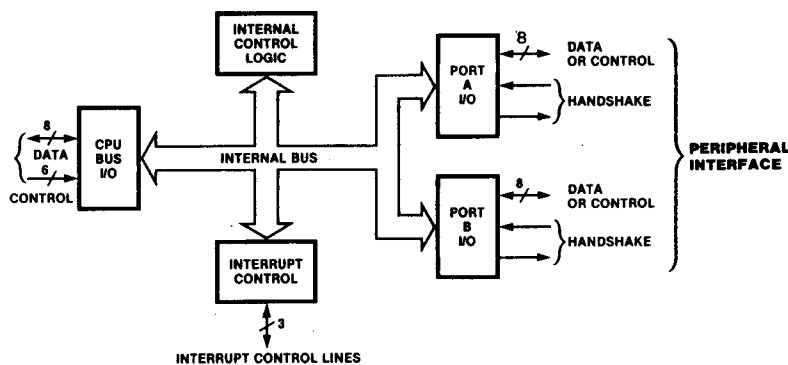 INTERNAL
CONTROL
LOGIC
8
DATA
6
CONTROL
CPU
BUS
I/O
INTERNAL BUS
INTERRUPT
CONTROL
3
INTERRUPT CONTROL LINES
PORT
A
I/O
8
DATA
OR CONTROL
HANDSHAKE
PORT
B
I/O
8
DATA
OR CONTROL
HANDSHAKE
PERIPHERAL
INTERFACE